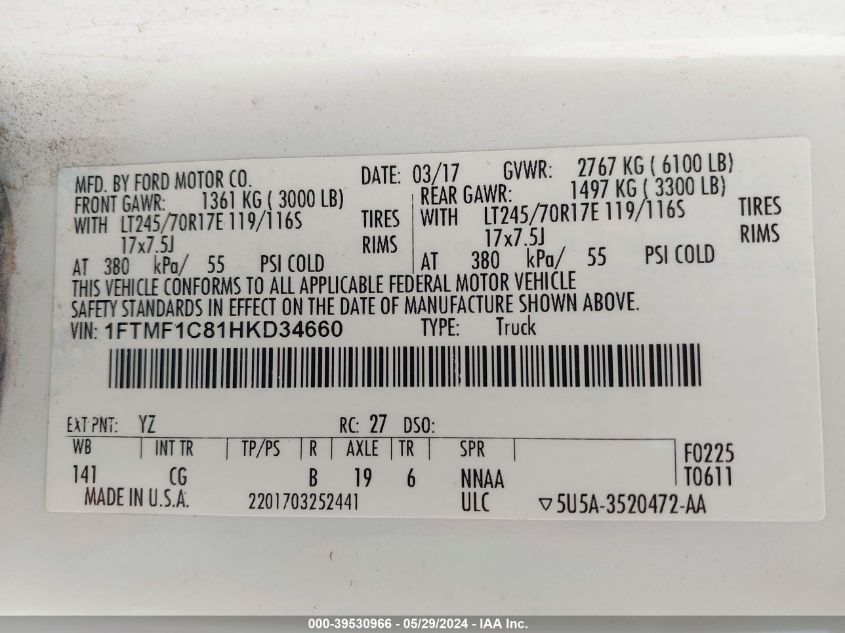 MFD. BY FORD MOTOR CO. DATE: 03/17 GVWR: 2767 KG ( 6100 LB)
FRONT GAWR: 1361 KG ( 3000 LB) REAR GAWR: 1497 KG ( 3300 LB)
WITH LT245/70R17E 119/116S TIRES WITH LT245/70R17E 119/116S TIRES
17x7.5J RIMS 17x7.5J RIMS
AT 380 kPa/ 55 PSI COLD AT 380 kPa/ 55 PSI COLD
THIS VEHICLE CONFORMS TO ALL APPLICABLE FEDERAL MOTOR VEHICLE
SAFETY STANDARDS IN EFFECT ON THE DATE OF MANUFACTURE SHOWN ABOVE.
VIN: 1FTMF1C81HKD34660 TYPE: Truck
EXT PNT: YZ RC: 27 DSO:
WB INT TR TP/PS R AXLE TR SPR F0225
141 CG B 19 6 NNAA T0611
MADE IN U.S.A. 2201703252441 ULC ▽5U5A-3520472-AA
000-39530966 - 05/29/2024 - IAA Inc.